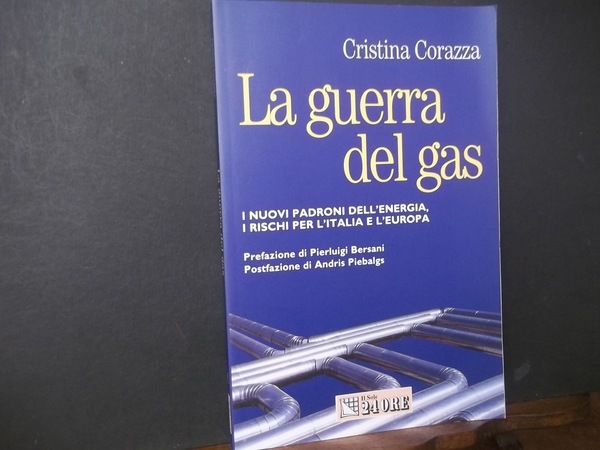 Cristina Corazza
La guerra
del gas
I NUOVI PADRONI DELL'ENERGIA,
I RISCHI PER L'ITALIA E L'EUROPA
Prefazione di Pierluigi Bersani
Postfazione di Andris Piebalgs
Il Sole
24 ORE